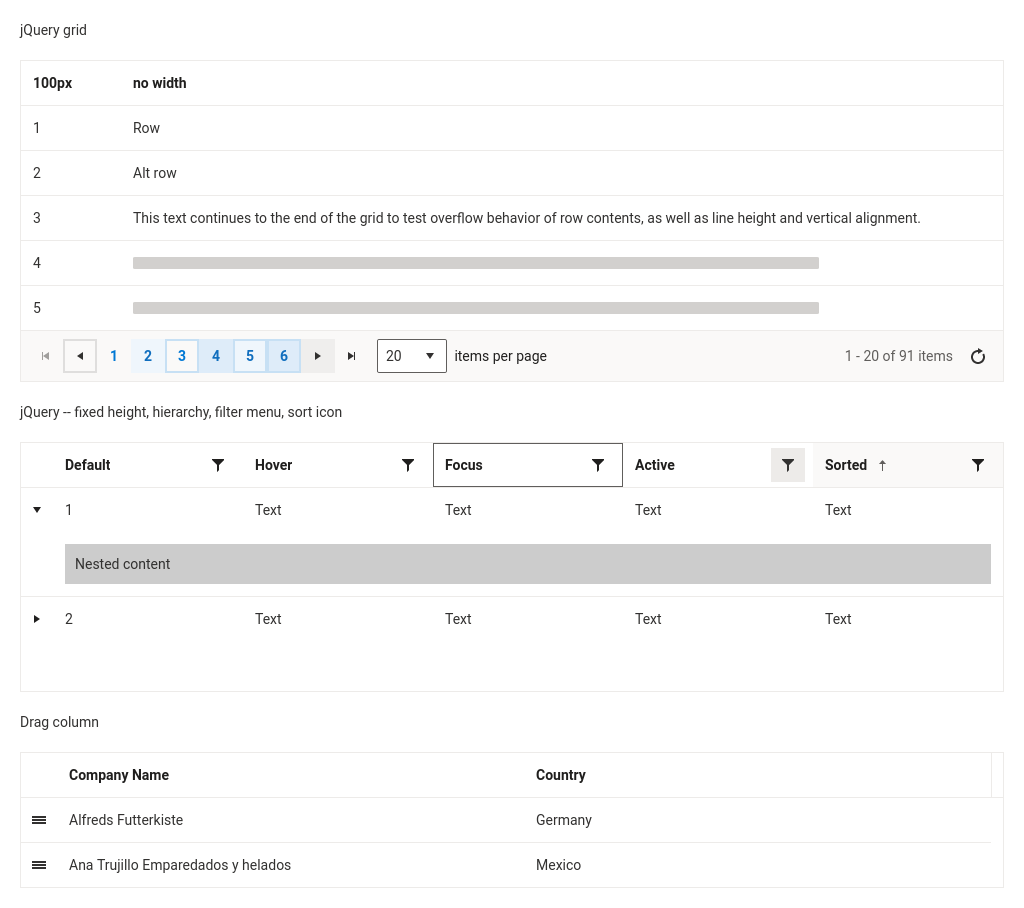 jQuery grid
100px no width
1 Row
2 Alt row
3 This text continues to the end of the grid to test overflow behavior of row contents, as well as line height and vertical alignment.
4
5
1 2 3 4 5 6 20 items per page 1 - 20 of 91 items
jQuery -- fixed height, hierarchy, filter menu, sort icon
Default Hover Focus Active Sorted
1 Text Text Text Text
Nested content
2 Text Text Text Text
Drag column
Company Name Country
Alfreds Futterkiste Germany
Ana Trujillo Emparedados y helados Mexico